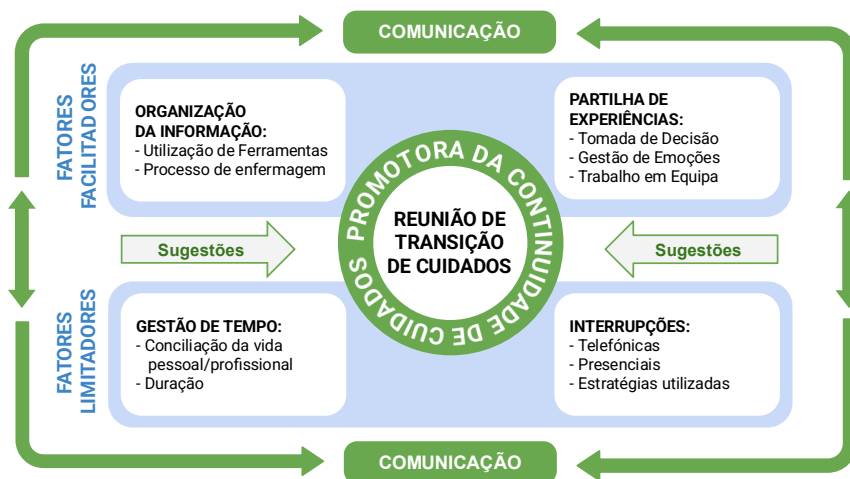 COMUNICAÇÃO
FATORES
FACILITADORES
ORGANIZAÇÃO
DA INFORMAÇÃO:
- Utilização de Ferramentas
- Processo de enfermagem
PARTILHA DE
EXPERIÊNCIAS:
- Tomada de Decisão
- Gestão de Emoções
- Trabalho em Equipa
PROMOTORA DA CONTINUIDADE DE CUIDADOS
REUNIÃO DE
TRANSIÇÃO
DE CUIDADOS
Sugestões
Sugestões
FATORES
LIMITADORES
GESTÃO DE TEMPO:
- Conciliação da vida
pessoal/profissional
- Duração
INTERRUPÇÕES:
- Telefónicas
- Presenciais
- Estratégias utilizadas
COMUNICAÇÃO